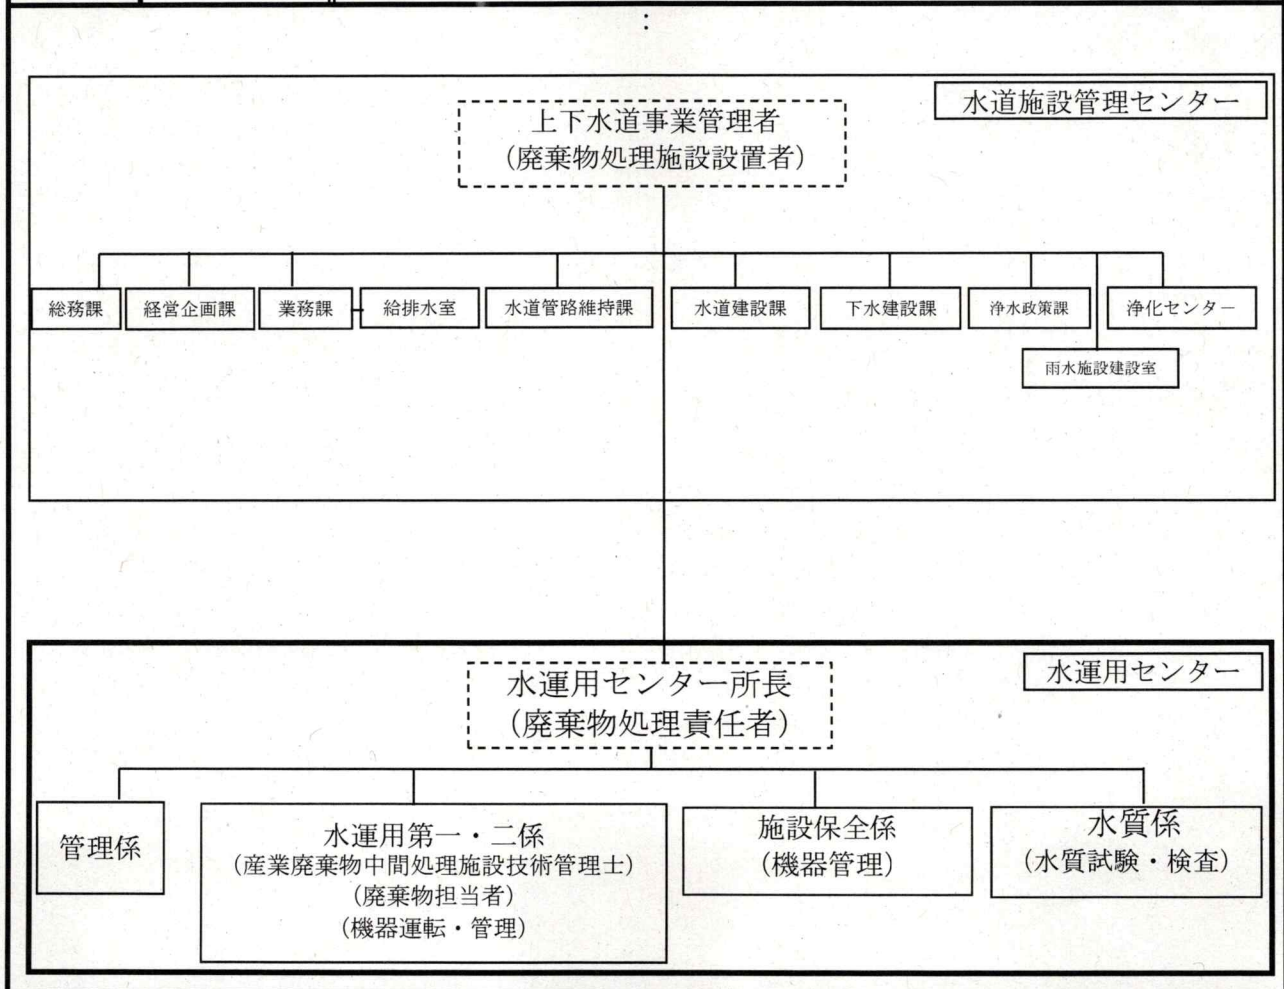 :
水道施設管理センター
上下水道事業管理者
(廃棄物処理施設設置者)
総務課
経営企画課
業務課
給排水室
水道管路維持課
水道建設課
下水建設課
浄水政策課
浄化センター
雨水施設建設室
水運用センター
水運用センター所長
(廃棄物処理責任者)
管理係
水運用第一・二係
(産業廃棄物中間処理施設技術管理士)
(廃棄物担当者)
(機器運転・管理)
施設保全係
(機器管理)
水質係
(水質試験・検査)